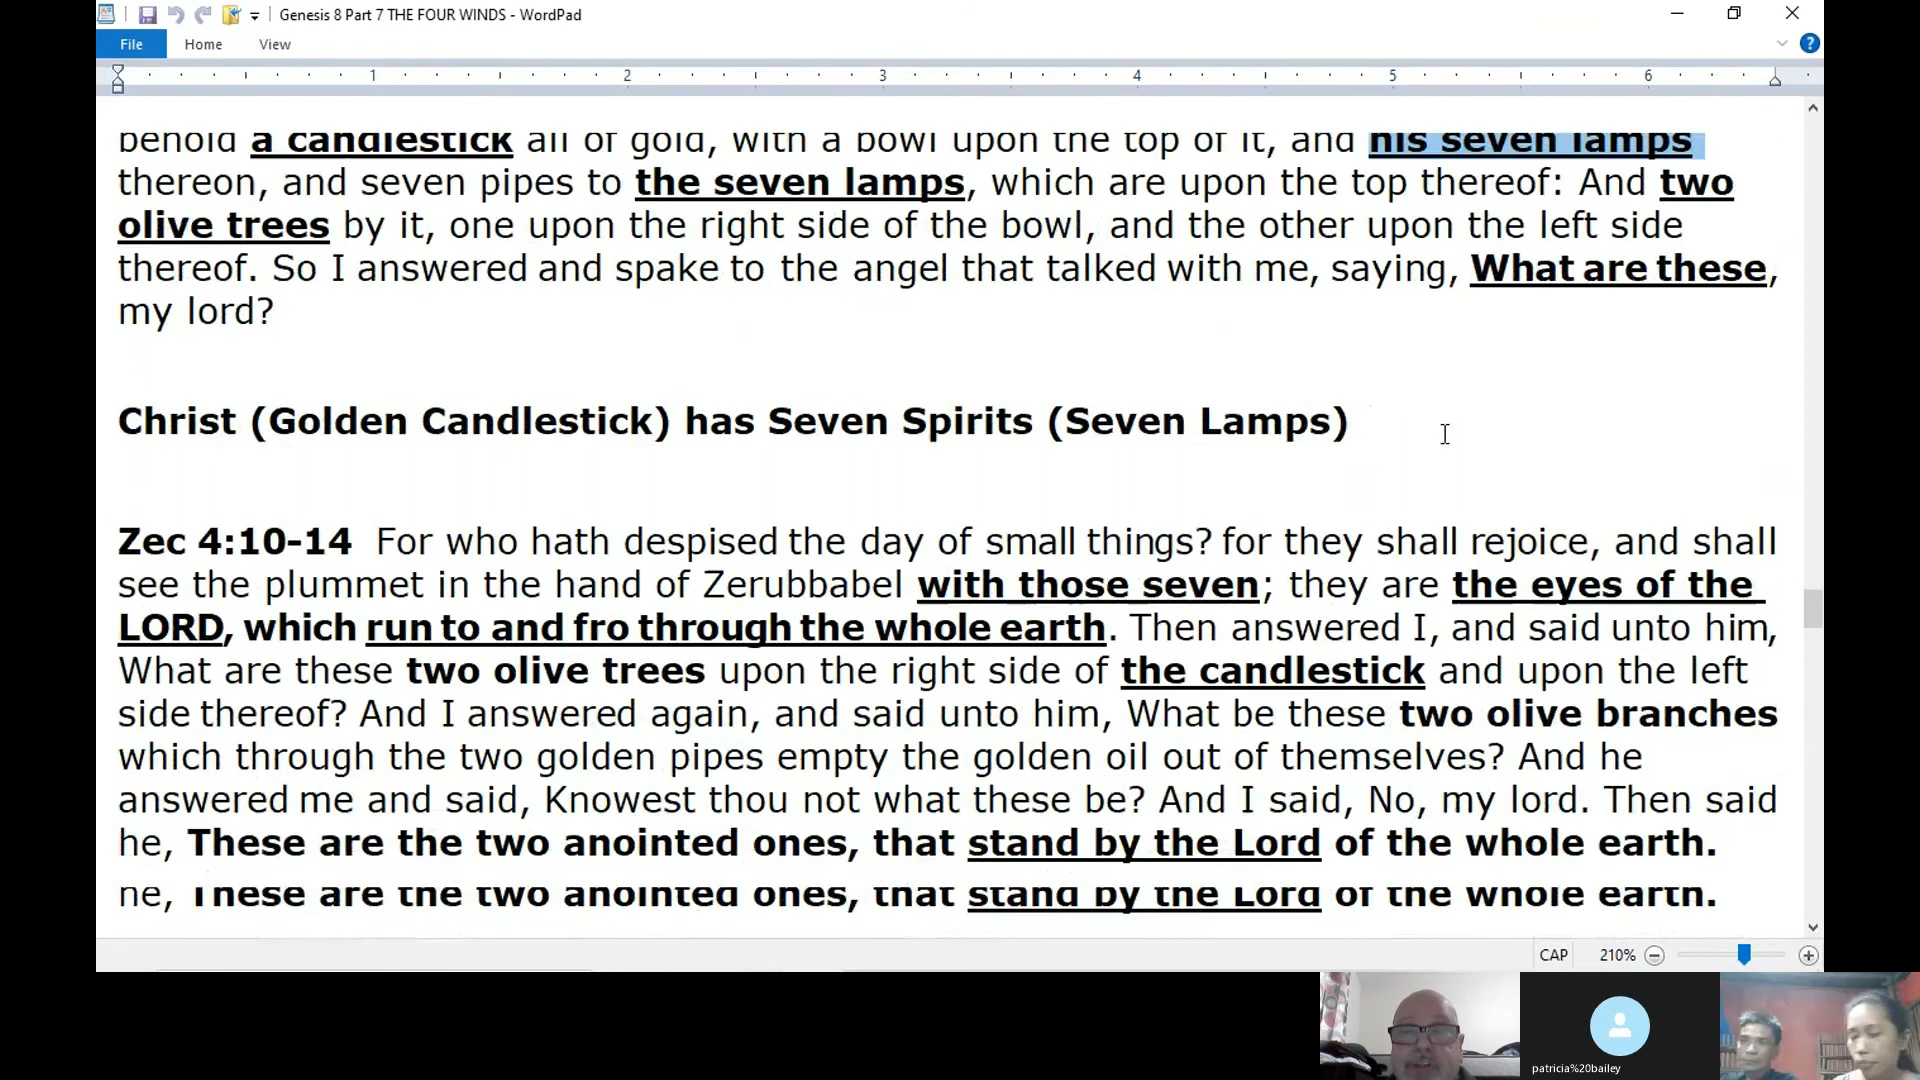 Genesis 8 Part 7 THE FOUR WINDS - WordPad
File Home View
1 2 3 4 5 6
behold a candlestick all of gold, with a bowl upon the top of it, and his seven lamps
thereon, and seven pipes to the seven lamps, which are upon the top thereof: And two
olive trees by it, one upon the right side of the bowl, and the other upon the left side
thereof. So I answered and spake to the angel that talked with me, saying, What are these,
my lord?
Christ (Golden Candlestick) has Seven Spirits (Seven Lamps)
Zec 4:10-14 For who hath despised the day of small things? for they shall rejoice, and shall
see the plummet in the hand of Zerubbabel with those seven; they are the eyes of the
LORD, which run to and fro through the whole earth. Then answered I, and said unto him,
What are these two olive trees upon the right side of the candlestick and upon the left
side thereof? And I answered again, and said unto him, What be these two olive branches
which through the two golden pipes empty the golden oil out of themselves? And he
answered me and said, Knowest thou not what these be? And I said, No, my lord. Then said
he, These are the two anointed ones, that stand by the Lord of the whole earth.
he, These are the two anointed ones, that stand by the Lord of the whole earth.
CAP 210%
patricia%20bailey